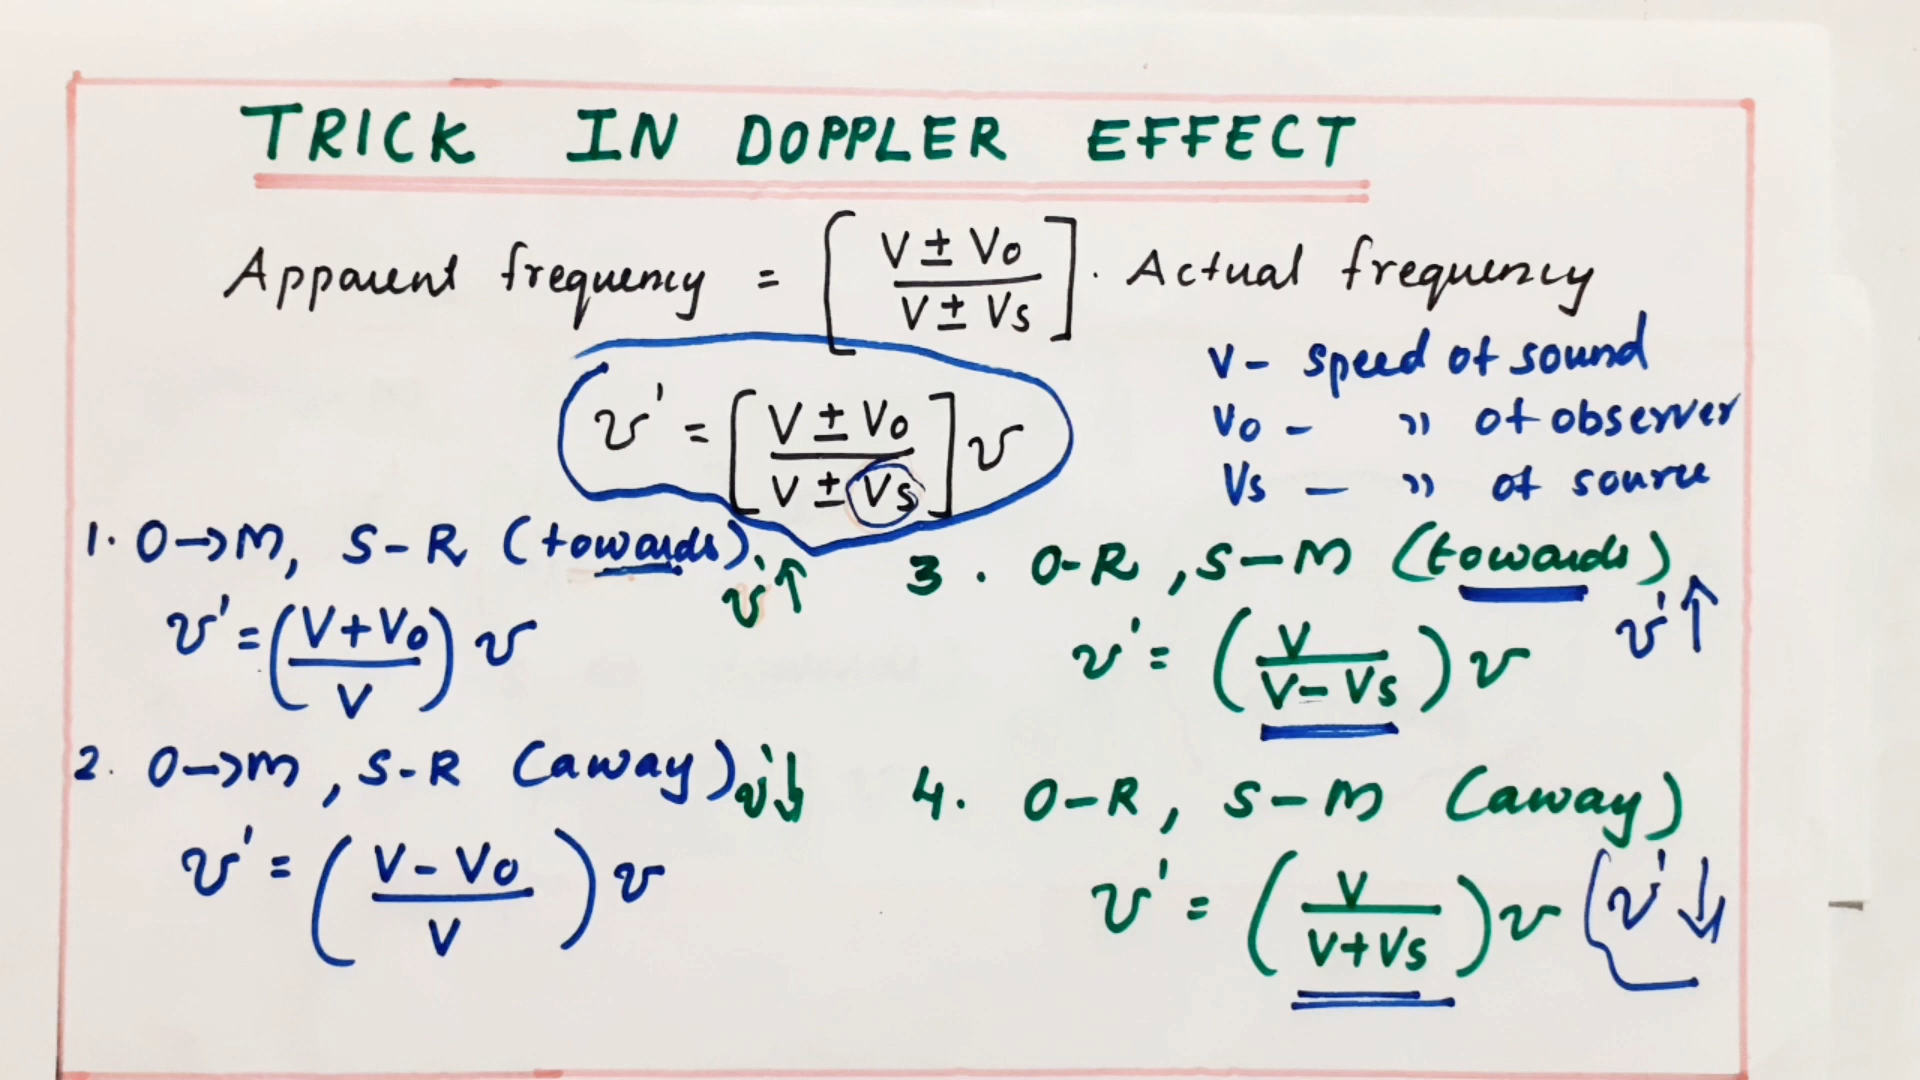 TRICK IN DOPPLER EFFECT
Apparent frequency = [ (V ± Vo) / (V ± Vs) ] . Actual frequency
V - speed of sound
ν' = [ (V ± Vo) / (V ± Vs) ] ν
Vo - " of observer
Vs - " of source
1. O→M, S-R (towards) ν'↑
ν' = ( (V+Vo) / V ) ν
2. O→M, S-R (away) ν'↓
ν' = ( (V - Vo) / V ) ν
3. O-R, S-M (towards)
ν' = ( V / (V - Vs) ) ν ν'↑
4. O-R, S-M (away)
ν' = ( V / (V+Vs) ) ν (ν'↓